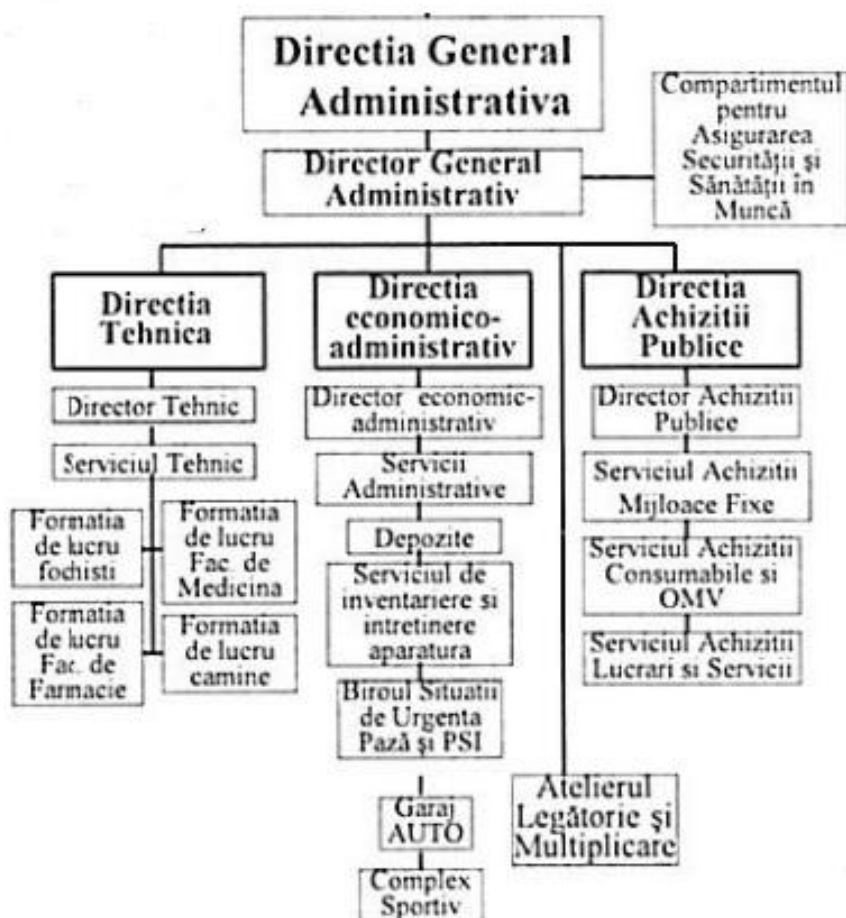 Directia General
Administrativa
Compartimentul
pentru
Asigurarea
Securității și
Sănătății în
Muncă
Director General
Administrativ
Directia
Tehnica
Directia
economico-
administrativ
Directia
Achizitii
Publice
Director Tehnic
Serviciul Tehnic
Formatia
de lucru
fochisti
Formatia
de lucru
Fac. de
Medicina
Formatia
de lucru
Fac. de
Farmacie
Formatia
de lucru
camine
Director economic-
administrativ
Servicii
Administrative
Depozite
Serviciul de
inventariere si
intretinere
aparatura
Biroul Situatii
de Urgenta
Pază și PSI
Garaj
AUTO
Complex
Sportiv
Atelierul
Legătorie și
Multiplicare
Director Achizitii
Publice
Serviciul Achizitii
Mijloace Fixe
Serviciul Achizitii
Consumabile si
OMV
Serviciul Achizitii
Lucrari si Servicii